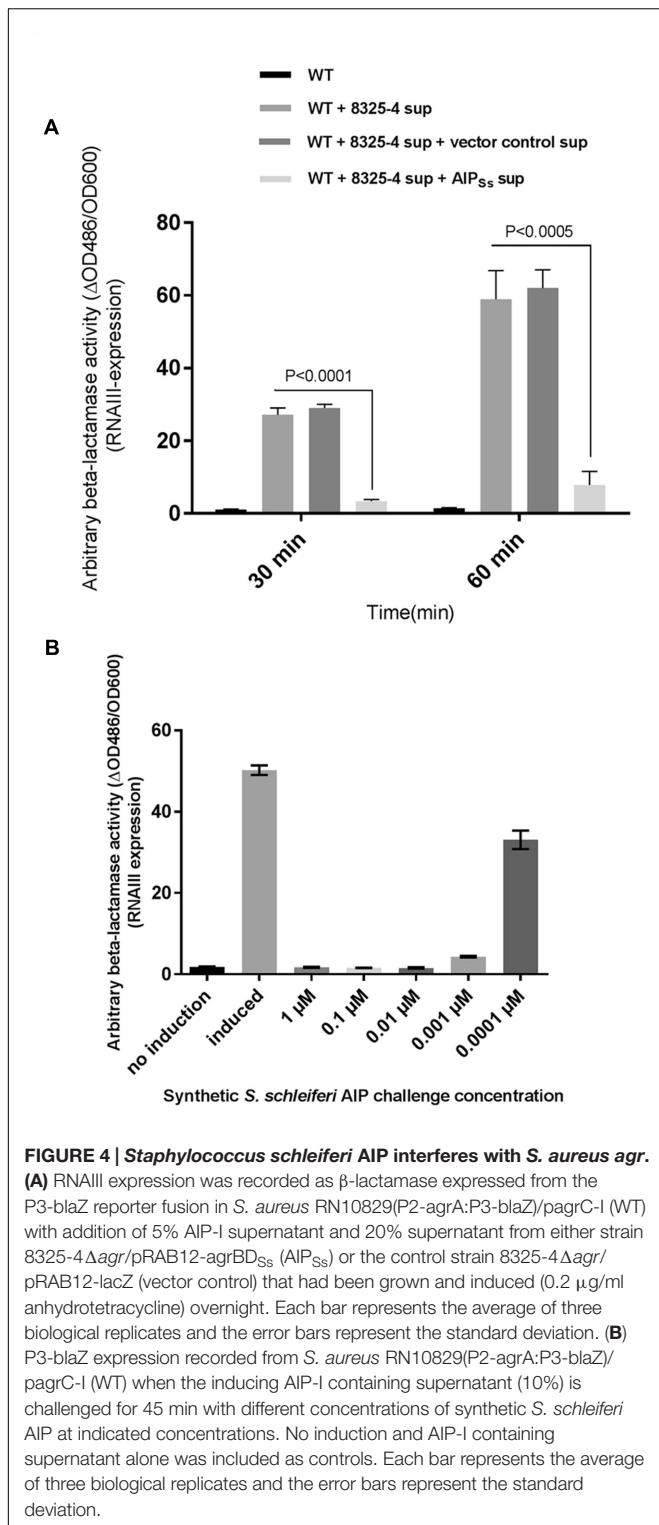 WT
WT + 8325-4 sup
WT + 8325-4 sup + vector control sup
WT + 8325-4 sup + AIPSs sup
A
Arbitrary beta-lactamase activity (ΔOD486/OD600)
(RNAIII-expression)
80
60
40
20
0
P<0.0001
P<0.0005
30 min
60 min
Time(min)
B
Arbitrary beta-lactamase activity (ΔOD486/OD600)
(RNAIII expression)
60
40
20
0
no induction
induced
1 µM
0.1 µM
0.01 µM
0.001 µM
0.0001 µM
Synthetic S. schleiferi AIP challenge concentration
FIGURE 4 | Staphylococcus schleiferi AIP interferes with S. aureus agr.
(A) RNAIII expression was recorded as β-lactamase expressed from the
P3-blaZ reporter fusion in S. aureus RN10829(P2-agrA:P3-blaZ)/pagrC-I (WT)
with addition of 5% AIP-I supernatant and 20% supernatant from either strain
8325-4Δagr/pRAB12-agrBDSs (AIPSs) or the control strain 8325-4Δagr/
pRAB12-lacZ (vector control) that had been grown and induced (0.2 µg/ml
anhydrotetracycline) overnight. Each bar represents the average of three
biological replicates and the error bars represent the standard deviation. (B)
P3-blaZ expression recorded from S. aureus RN10829(P2-agrA:P3-blaZ)/
pagrC-I (WT) when the inducing AIP-I containing supernatant (10%) is
challenged for 45 min with different concentrations of synthetic S. schleiferi
AIP at indicated concentrations. No induction and AIP-I containing
supernatant alone was included as controls. Each bar represents the average
of three biological replicates and the error bars represent the standard
deviation.